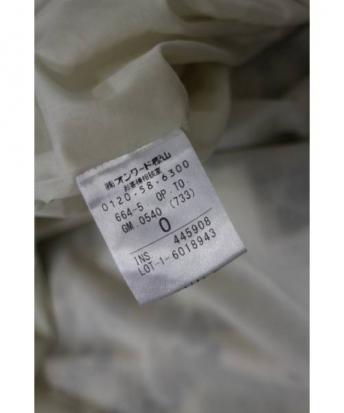 ㈱オンワード樫山
お客様相談室
0120-58-6300
664-5 OP.TO.
GM.0540 (733)
0
INS 445908
LOT-1-6018943